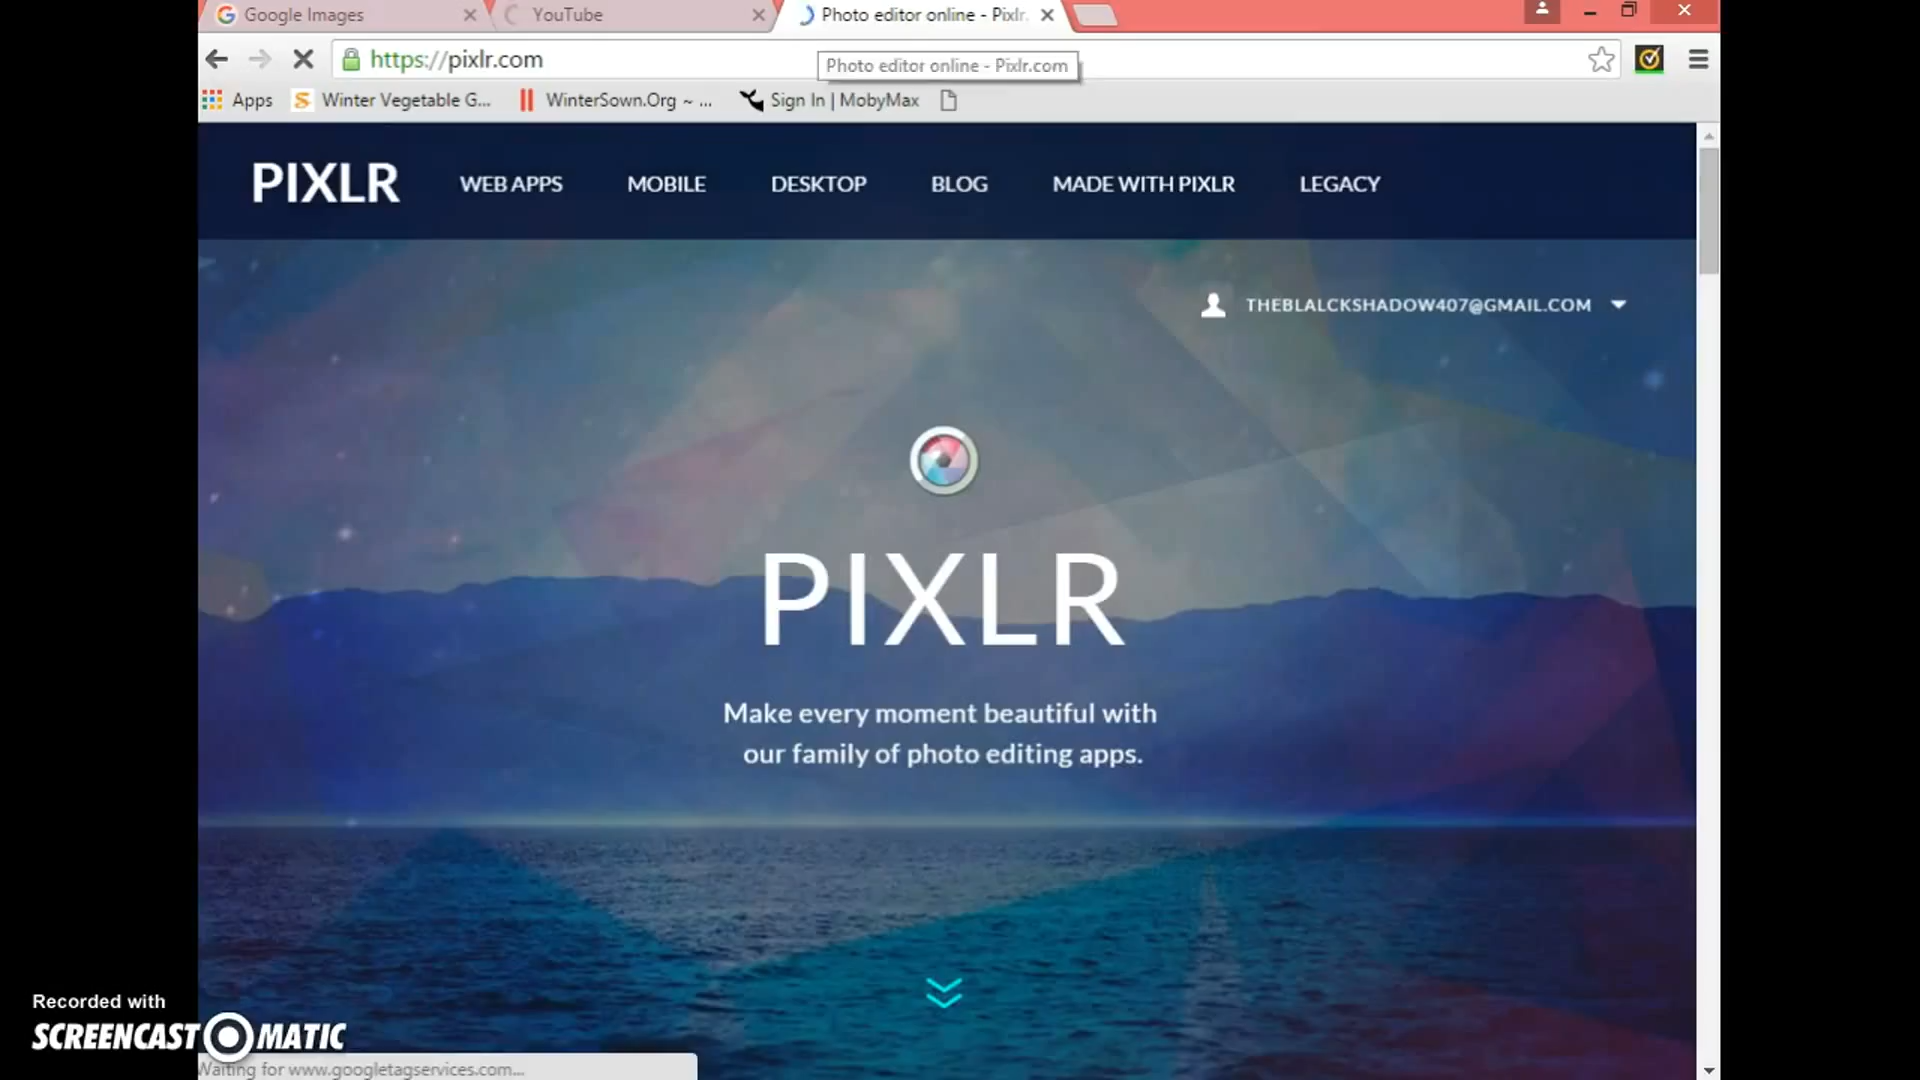 Google Images
YouTube
Photo editor online - Pixlr.
https://pixlr.com
Photo editor online - Pixlr.com
Apps
Winter Vegetable G...
WinterSown.Org ~ ...
Sign In | MobyMax
PIXLR
WEB APPS
MOBILE
DESKTOP
BLOG
MADE WITH PIXLR
LEGACY
THEBLALCKSHADOW407@GMAIL.COM
PIXLR
Make every moment beautiful with
our family of photo editing apps.
Recorded with
SCREENCAST MATIC
Waiting for www.googletagservices.com...